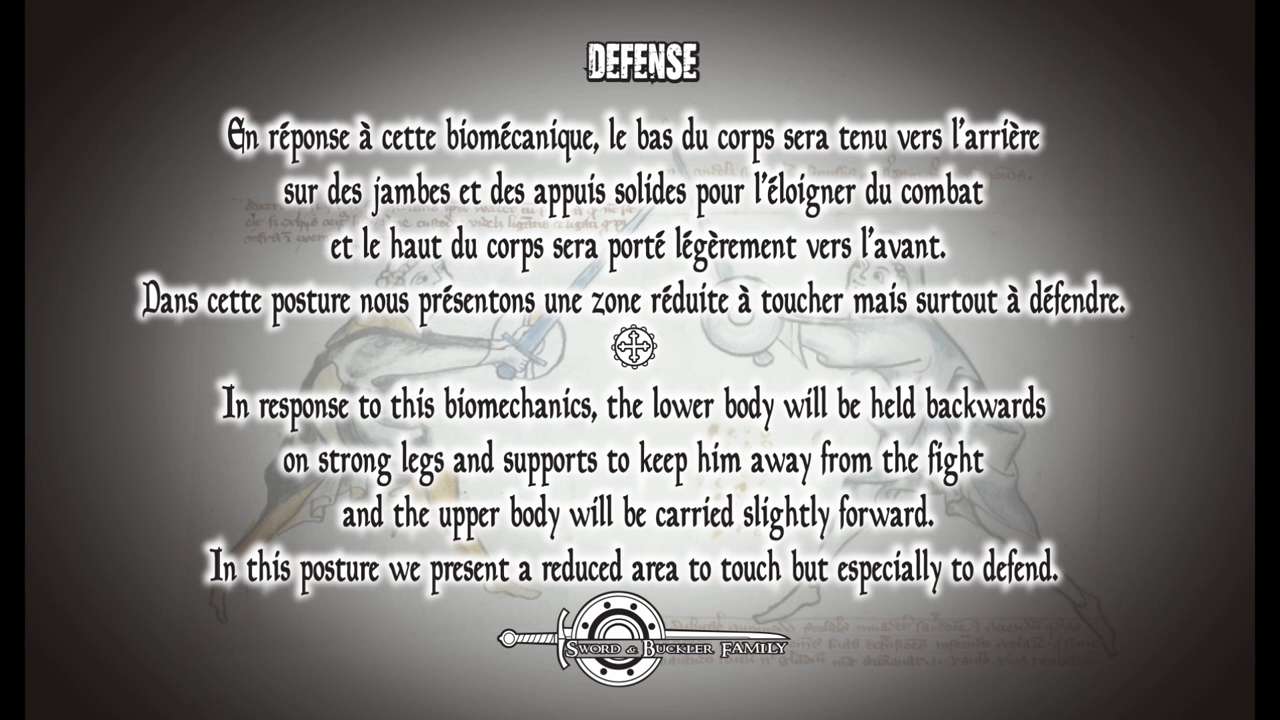 DEFENSE
En réponse à cette biomécanique, le bas du corps sera tenu vers l'arrière
sur des jambes et des appuis solides pour l'éloigner du combat
et le haut du corps sera porté légèrement vers l'avant.
Dans cette posture nous présentons une zone réduite à toucher mais surtout à défendre.
In response to this biomechanics, the lower body will be held backwards
on strong legs and supports to keep him away from the fight
and the upper body will be carried slightly forward.
In this posture we present a reduced area to touch but especially to defend.
SWORD & BUCKLER FAMILY